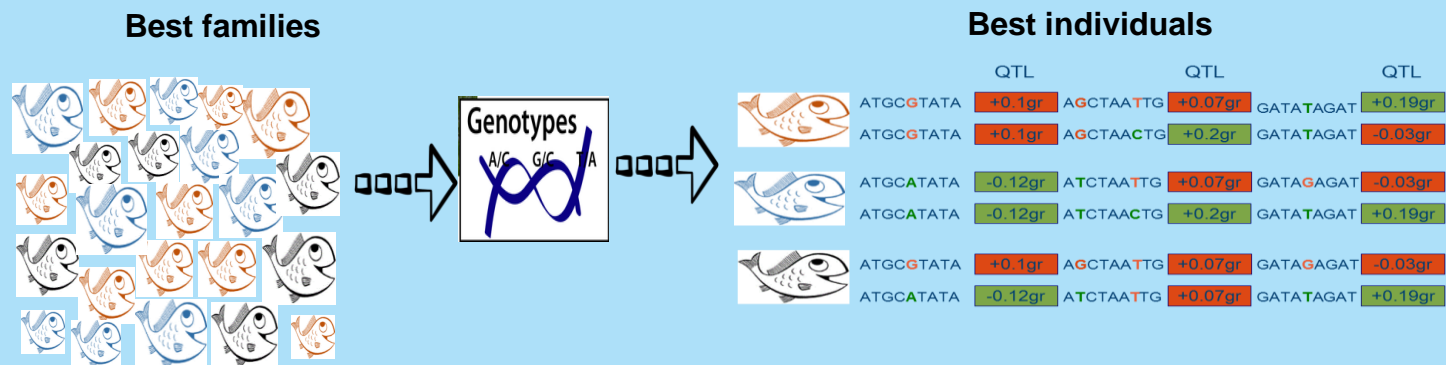 Best families
Best individuals
Genotypes
A/C G/C T/A
QTL QTL QTL
ATGCGTATA +0.1gr AGCTAATTG +0.07gr GATATAGAT +0.19gr
ATGCGTATA +0.1gr AGCTAACTG +0.2gr GATATAGAT -0.03gr
ATGCATATA -0.12gr ATCTAATTG +0.07gr GATAGAGAT -0.03gr
ATGCATATA -0.12gr ATCTAACTG +0.2gr GATATAGAT +0.19gr
ATGCGTATA +0.1gr AGCTAATTG +0.07gr GATAGAGAT -0.03gr
ATGCATATA -0.12gr ATCTAATTG +0.07gr GATATAGAT +0.19gr